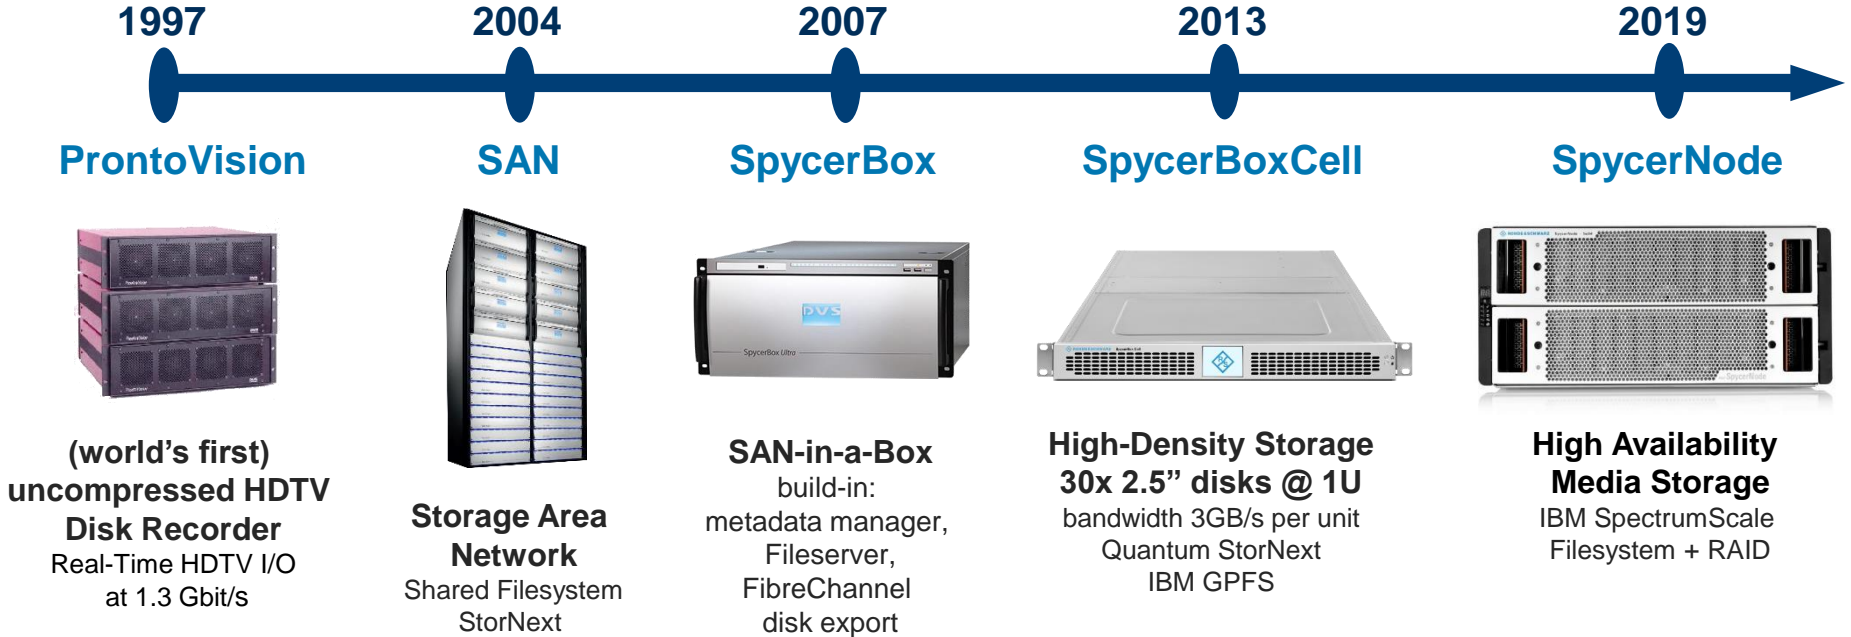 1997
2004
2007
2013
2019
ProntoVision
SAN
SpycerBox
SpycerBoxCell
SpycerNode
DVS
SpycerBox Ultra
ROHDE&SCHWARZ
SpycerNode
(world's first)
uncompressed HDTV
Disk Recorder
Real-Time HDTV I/O
at 1.3 Gbit/s
Storage Area
Network
Shared Filesystem
StorNext
SAN-in-a-Box
build-in:
metadata manager,
Fileserver,
FibreChannel
disk export
High-Density Storage
30x 2.5” disks @ 1U
bandwidth 3GB/s per unit
Quantum StorNext
IBM GPFS
High Availability
Media Storage
IBM SpectrumScale
Filesystem + RAID